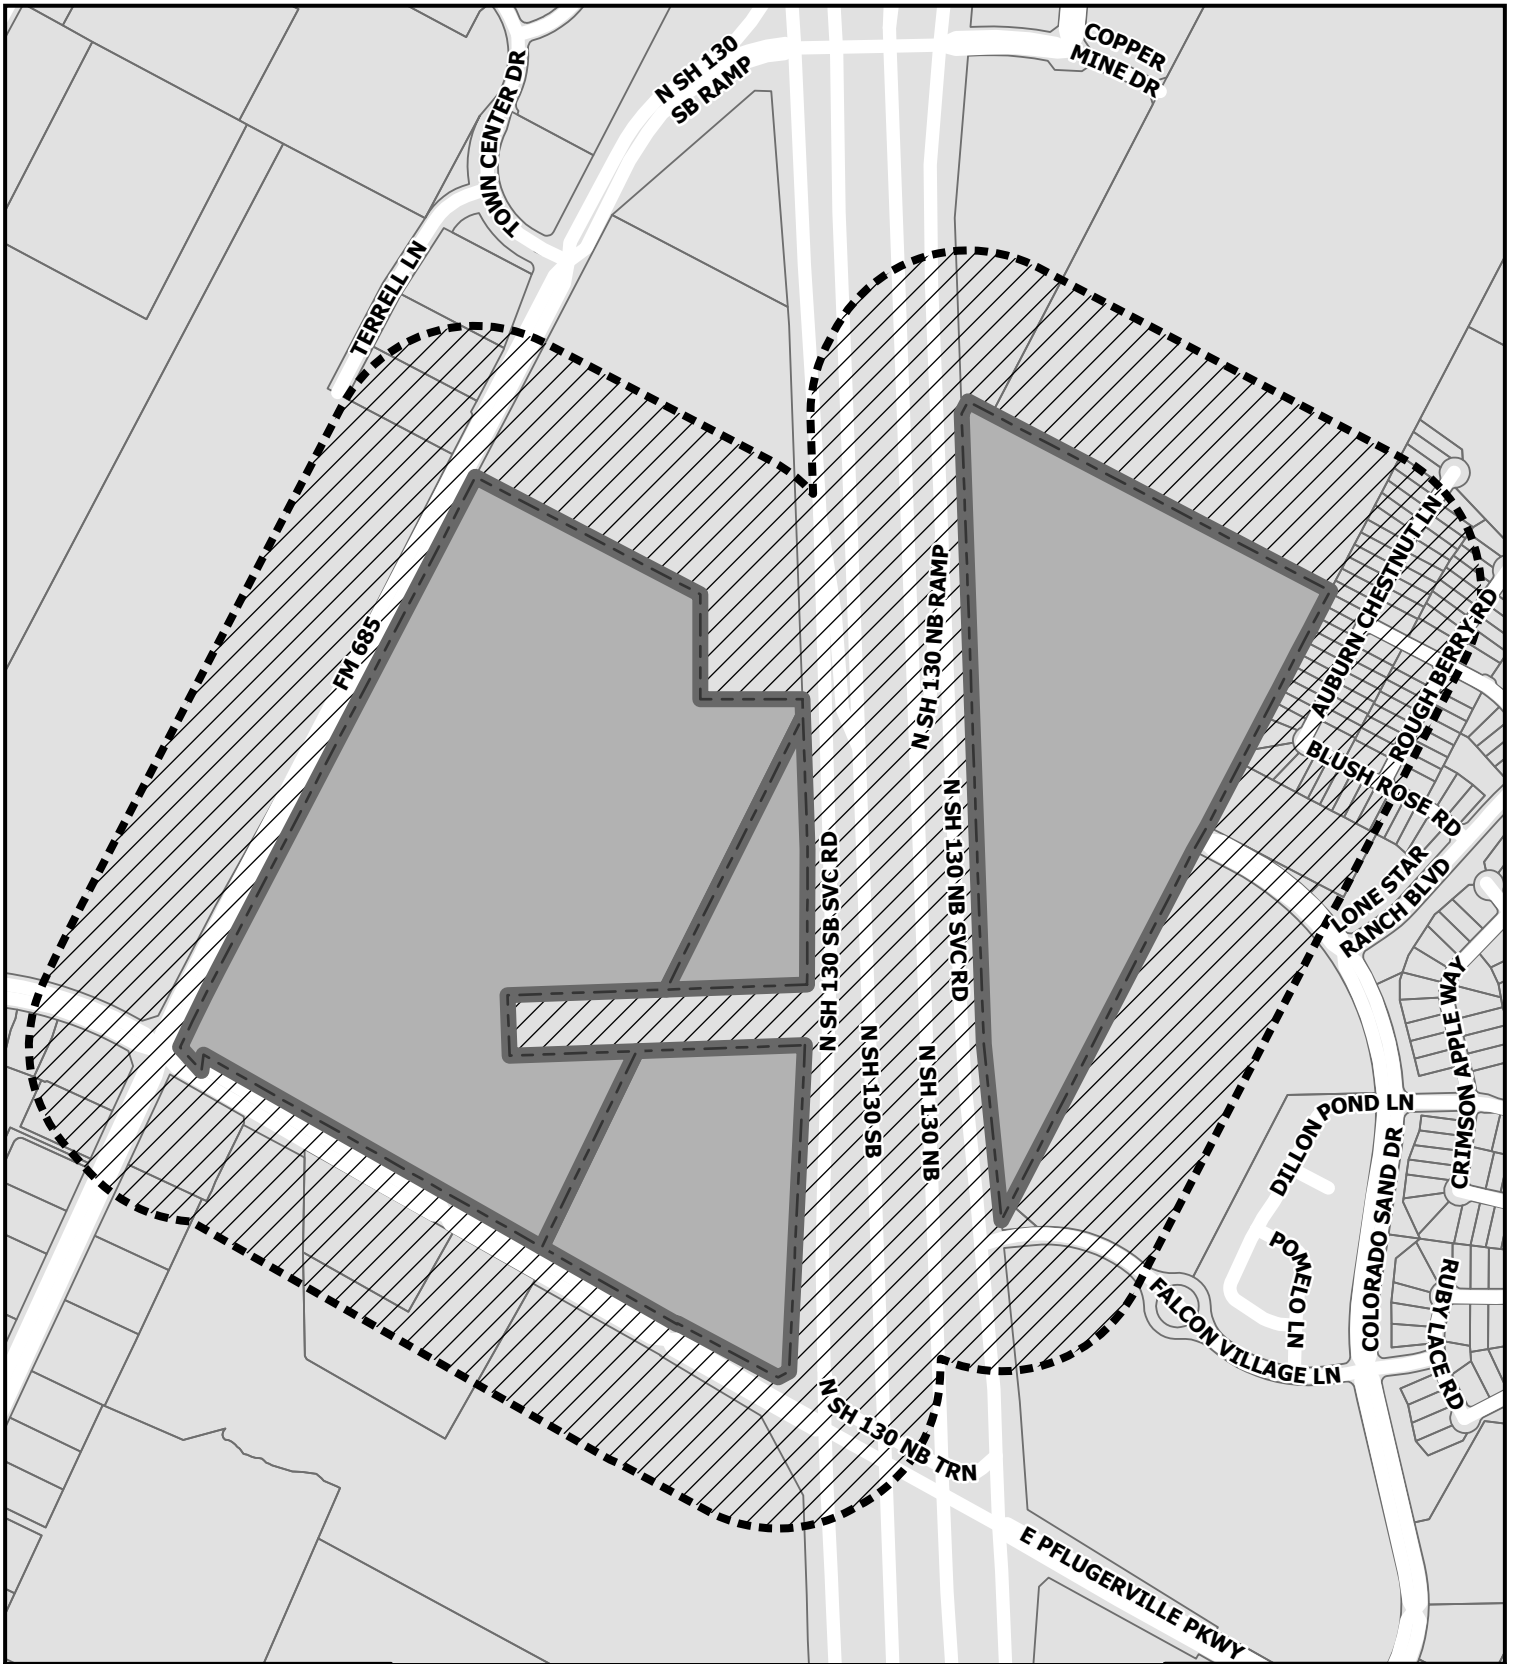 COPPER
MINE DR
N SH 130
SB RAMP
TOWN CENTER DR
TERRELL LN
FM 685
N SH 130 NB RAMP
AUBURN CHESTNUT LN
ROUGH BERRY RD
BLUSH ROSE RD
N SH 130 NB SVC RD
N SH 130 SB SVC RD
LONE STAR
RANCH BLVD
CRIMSON APPLE WAY
N SH 130 SB
N SH 130 NB
POND LN
DILLON
COLORADO SAND DR
POMELO LN
RUBY LACE RD
FALCON VILLAGE LN
N SH 130 NB TRN
E PFLUGERVILLE PKWY